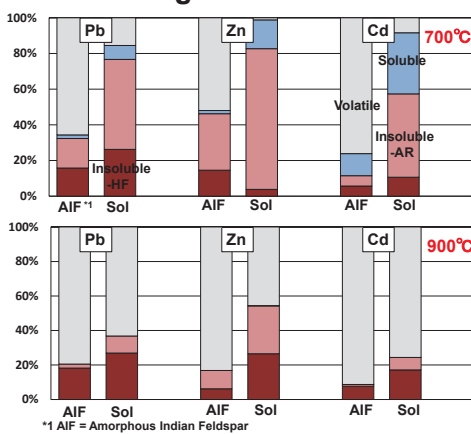 100%
80%
60%
40%
20%
0%
Pb
Zn
Cd
700℃
Soluble
Volatile
Insoluble
-AR
Insoluble
-HF
AIF *1 Sol AIF Sol AIF Sol
100%
80%
60%
40%
20%
0%
Pb
Zn
Cd
900℃
AIF Sol AIF Sol AIF Sol
*1 AIF = Amorphous Indian Feldspar